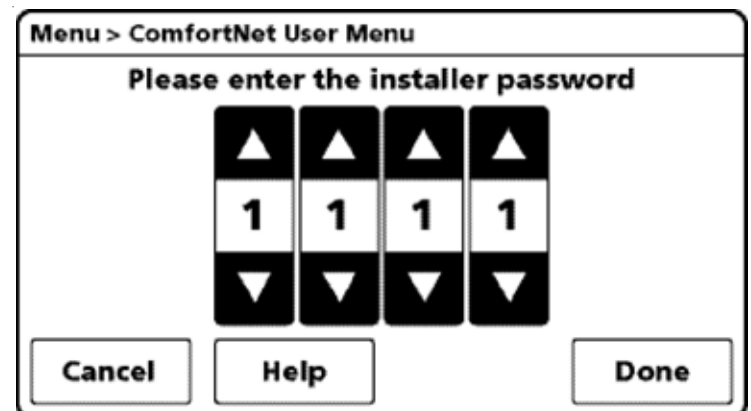 Menu > ComfortNet User Menu
Please enter the installer password
1 1 1 1
Cancel Help Done